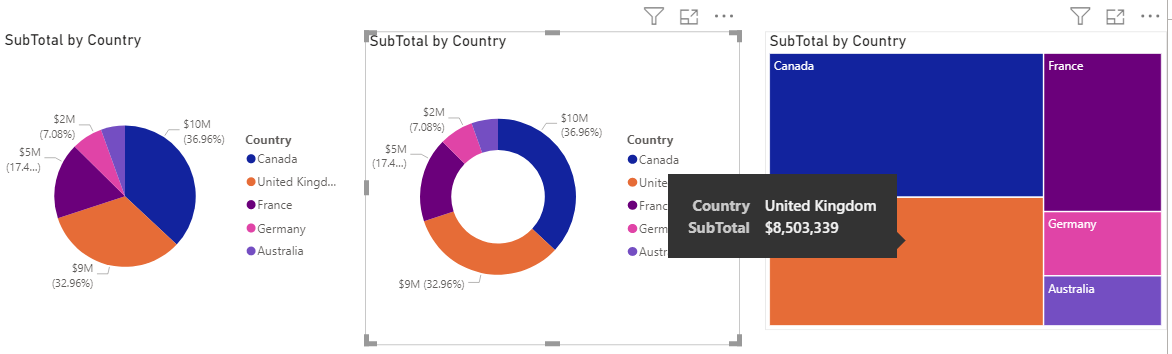 SubTotal by Country
$10M
(36.96%)
$2M
(7.08%)
$5M
(17.4...)
$9M
(32.96%)
Country
Canada
United Kingd...
France
Germany
Australia
SubTotal by Country
$10M
(36.96%)
$2M
(7.08%)
$5M
(17.4...)
$9M (32.96%)
Country
Canada
Unite
Franc
Germ
Austr
SubTotal by Country
Canada
France
Germany
Australia
Country United Kingdom
SubTotal $8,503,339